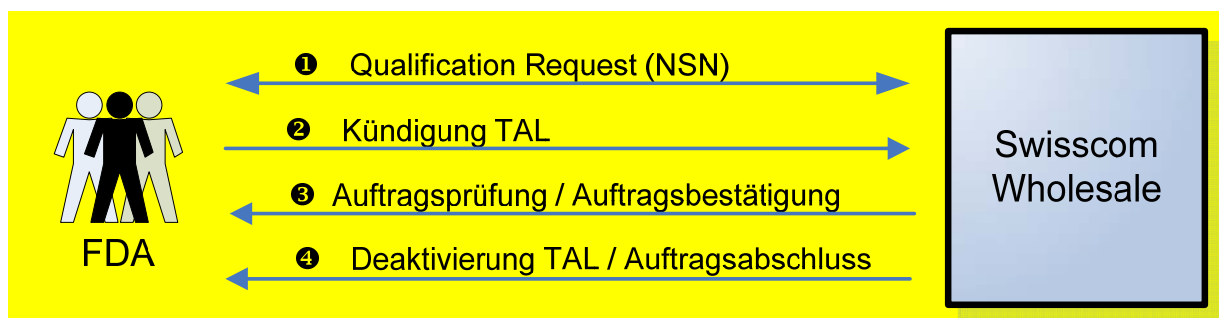 ❶ Qualification Request (NSN)
❷ Kündigung TAL
❸ Auftragsprüfung / Auftragsbestätigung
❹ Deaktivierung TAL / Auftragsabschluss
FDA
Swisscom
Wholesale